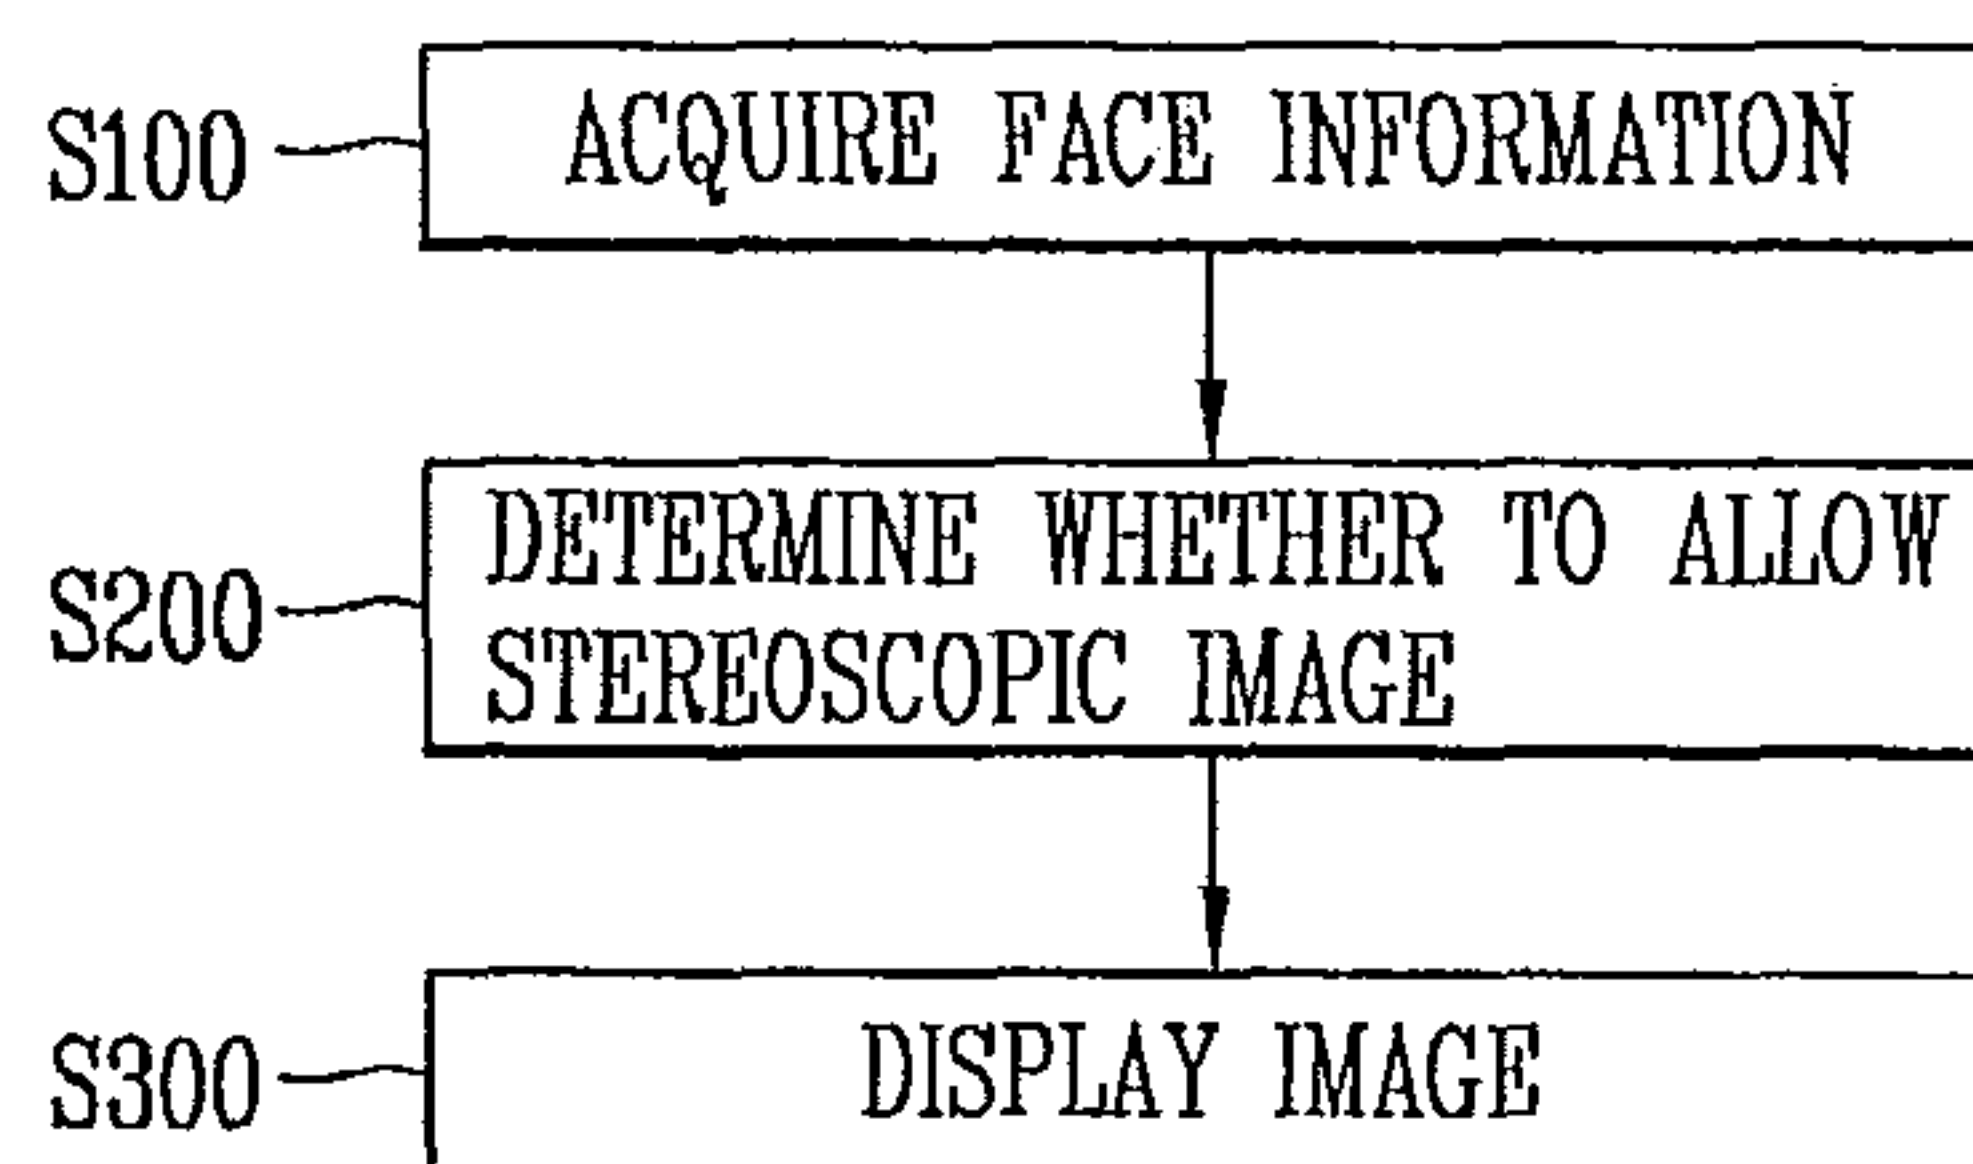 S100 ACQUIRE FACE INFORMATION
S200 DETERMINE WHETHER TO ALLOW
STEREOSCOPIC IMAGE
S300 DISPLAY IMAGE